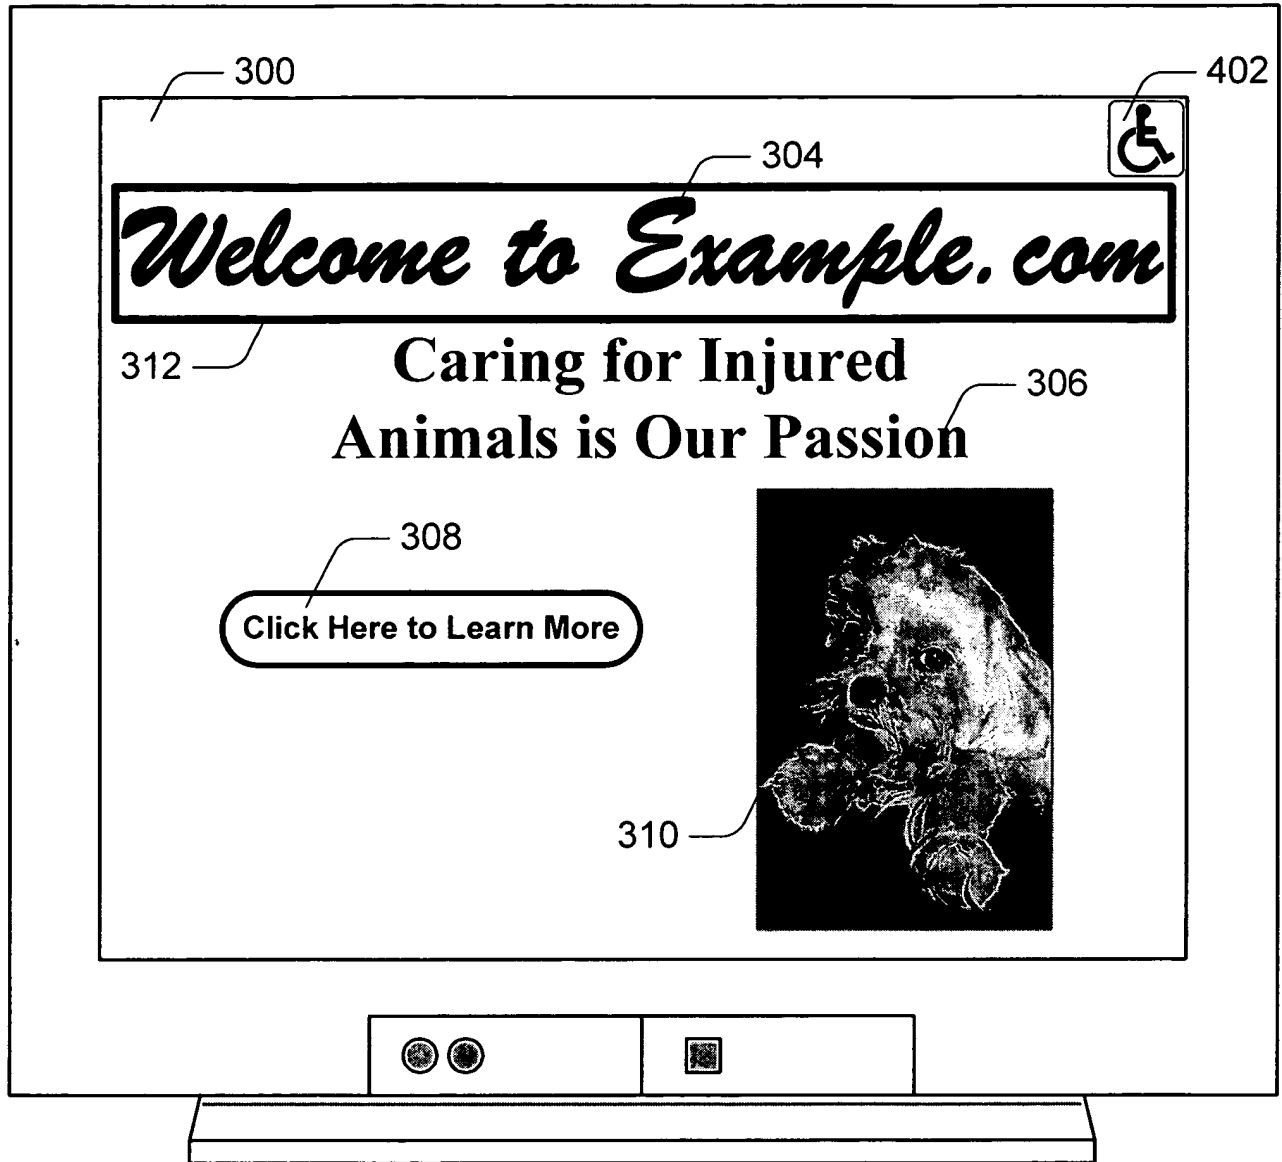 300
402
304
Welcome to Example.com
312
Caring for Injured
306
Animals is Our Passion
308
Click Here to Learn More
310